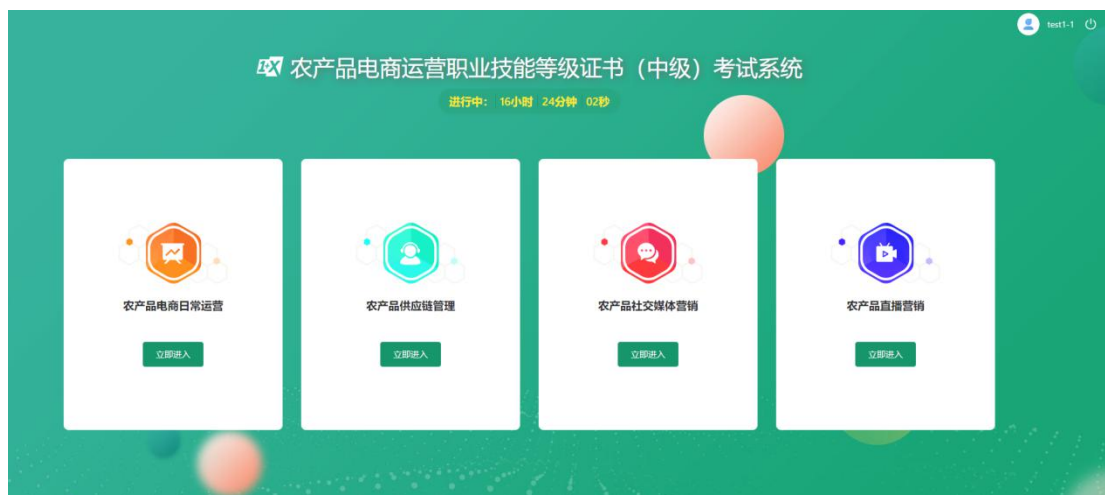 test1-1
农产品电商运营职业技能等级证书（中级）考试系统
进行中： 16小时 24分钟 02秒
农产品电商日常运营
农产品供应链管理
农产品社交媒体营销
农产品直播营销
立即进入
立即进入
立即进入
立即进入